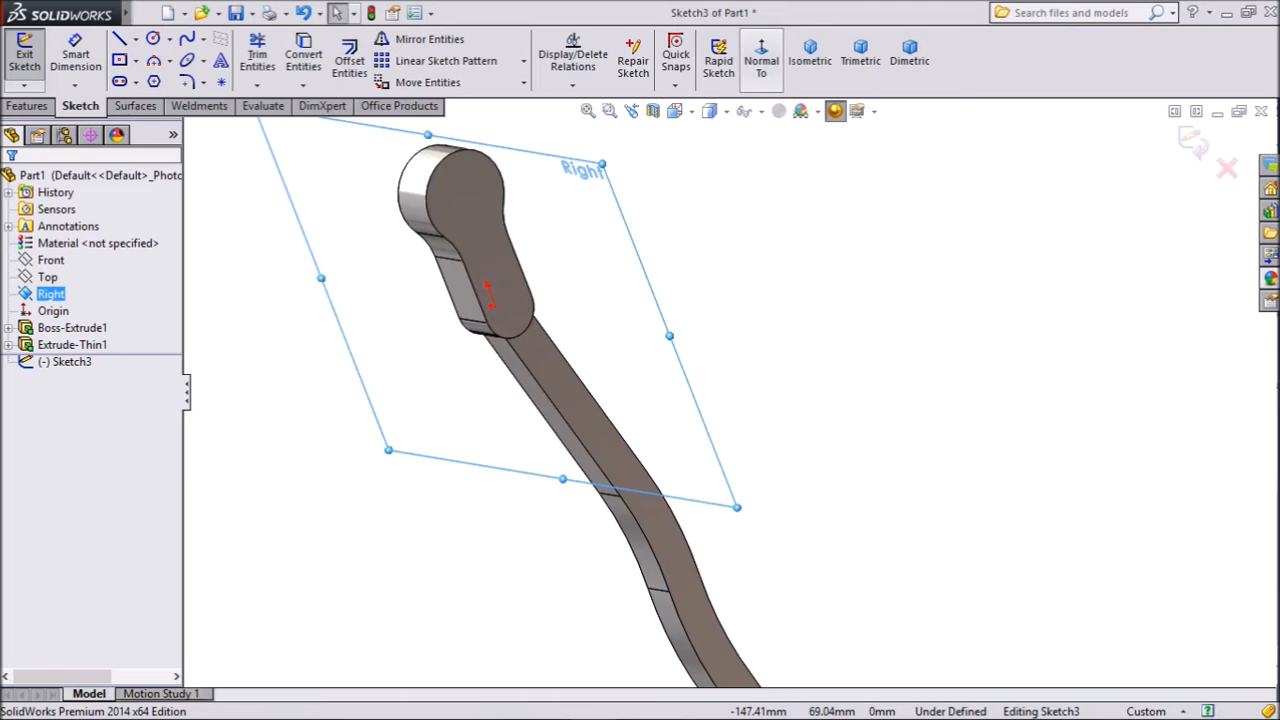 SOLIDWORKS
Sketch3 of Part1 *
Search files and models
Exit Sketch
Smart Dimension
Trim Entities
Convert Entities
Offset Entities
Mirror Entities
Linear Sketch Pattern
Move Entities
Display/Delete Relations
Repair Sketch
Quick Snaps
Rapid Sketch
Normal To
Isometric
Trimetric
Dimetric
Features
Sketch
Surfaces
Weldments
Evaluate
DimXpert
Office Products
Part1 (Default<<Default>_Photo
History
Sensors
Annotations
Material <not specified>
Front
Top
Right
Origin
Boss-Extrude1
Extrude-Thin1
(-) Sketch3
Right
Model
Motion Study 1
SolidWorks Premium 2014 x64 Edition
-147.41mm
69.04mm
0mm
Under Defined
Editing Sketch3
Custom